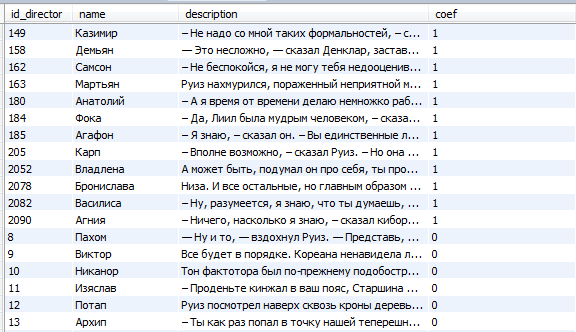 id_director name description coef
149 Казимир – Не надо со мной таких формальностей, – с... 1
158 Демьян — Это несложно, — сказал Денклар, застав... 1
162 Самсон – Не беспокойся, я не могу тебя недооценив... 1
163 Мартьян Руиз нахмурился, пораженный неприятной м... 1
180 Анатолий – А я время от времени делаю немножко раб... 1
184 Фока – Да, Лиил была мудрым человеком, – сказа... 1
185 Агафон – Я знаю, – сказал он. – Вы единственные л... 1
205 Карп – Вполне возможно, – сказал Руиз. – Но она ... 1
2052 Владлена А может быть, подумал он про себя, ты про... 1
2078 Бронислава Низа. И все остальные, но главным образом ... 1
2082 Василиса – Ну, разумеется, я знаю, что ты думаешь, ... 1
2090 Агния – Ничего, насколько я знаю, – сказал кибор... 1
8 Пахом — Ну и то, — вздохнул Руиз. — Представь, ... 0
9 Виктор Все будет в порядке. Кореана ненавидела л... 0
10 Никанор Тон фактотора был по-прежнему подобостр... 0
11 Изяслав – Проденьте кинжал в ваш пояс, Старшина ... 0
12 Потап Руиз посмотрел наверх сквозь кроны деревь... 0
13 Архип – Ты как раз попал в точку нашей теперешн... 0